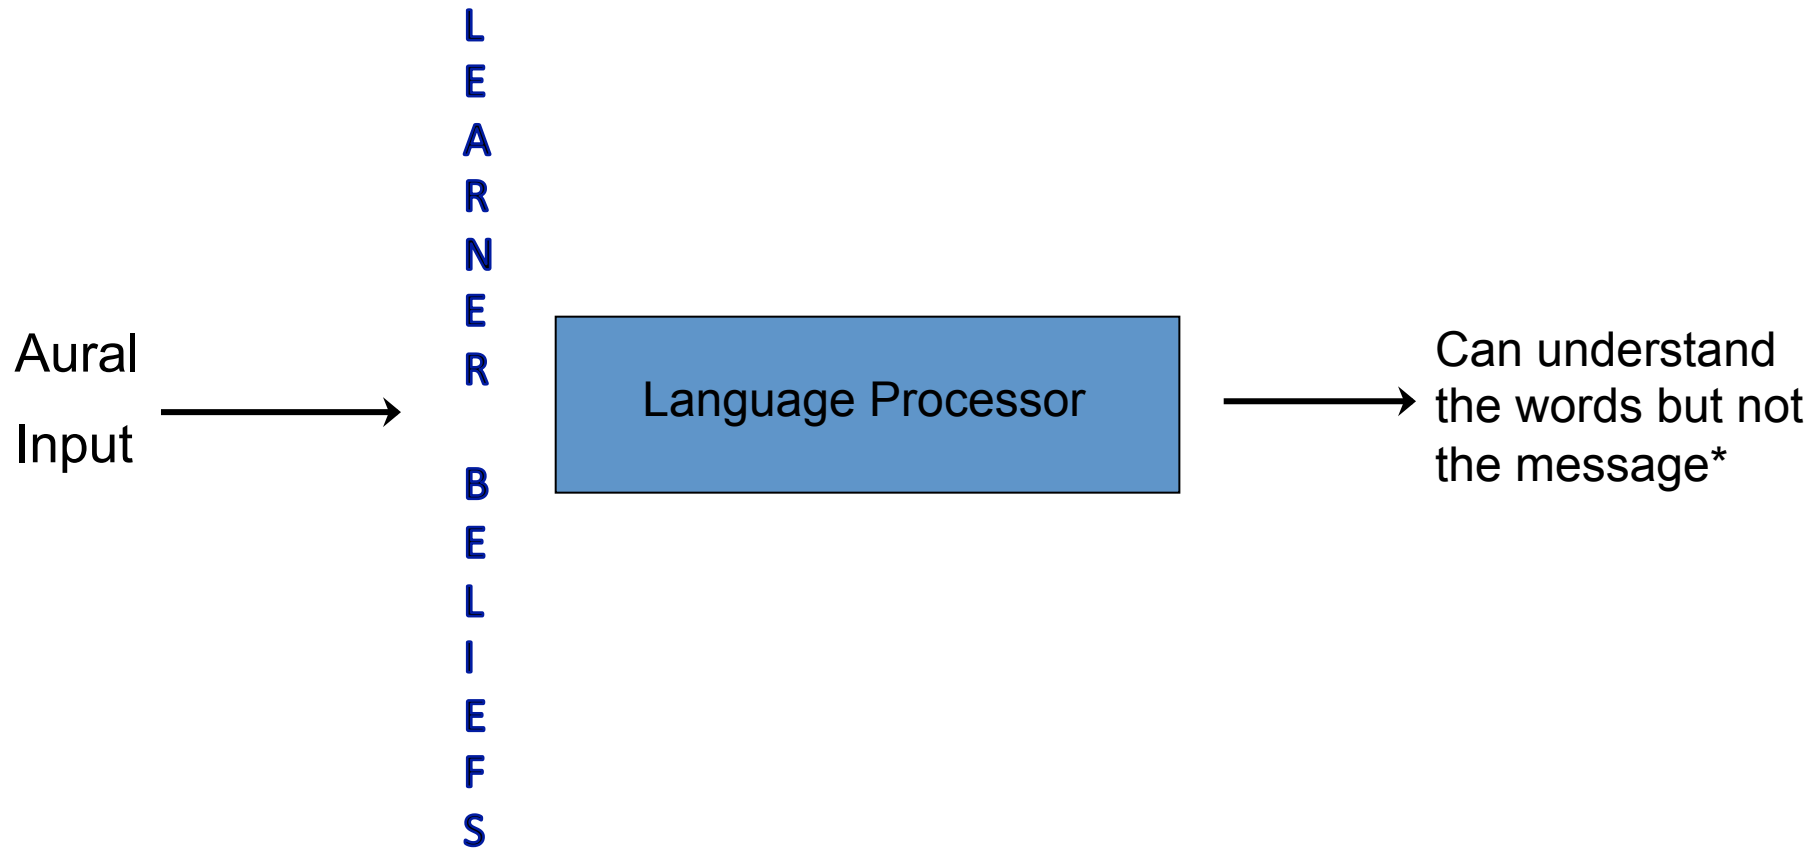 Aural
Input
L
E
A
R
N
E
R
B
E
L
I
E
F
S
Language Processor
Can understand
the words but not
the message*